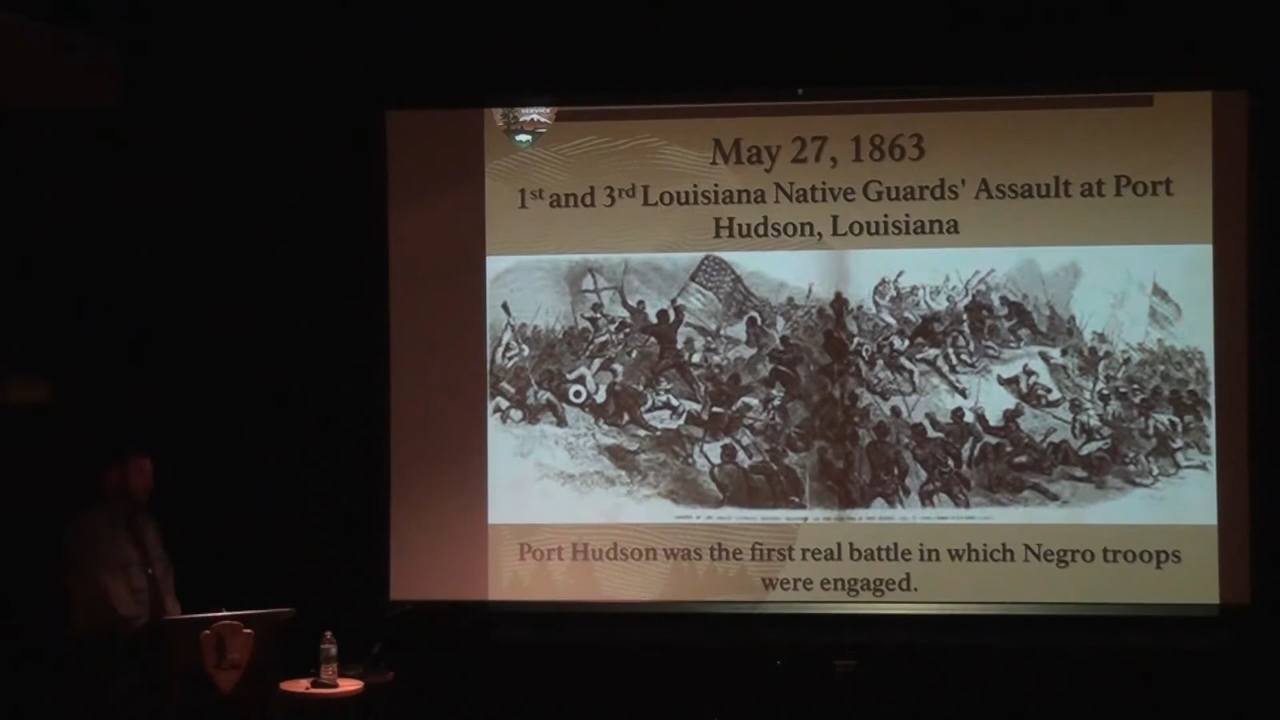 SERVICE
May 27, 1863
1st and 3rd Louisiana Native Guards' Assault at Port
Hudson, Louisiana
Port Hudson was the first real battle in which Negro troops
were engaged.